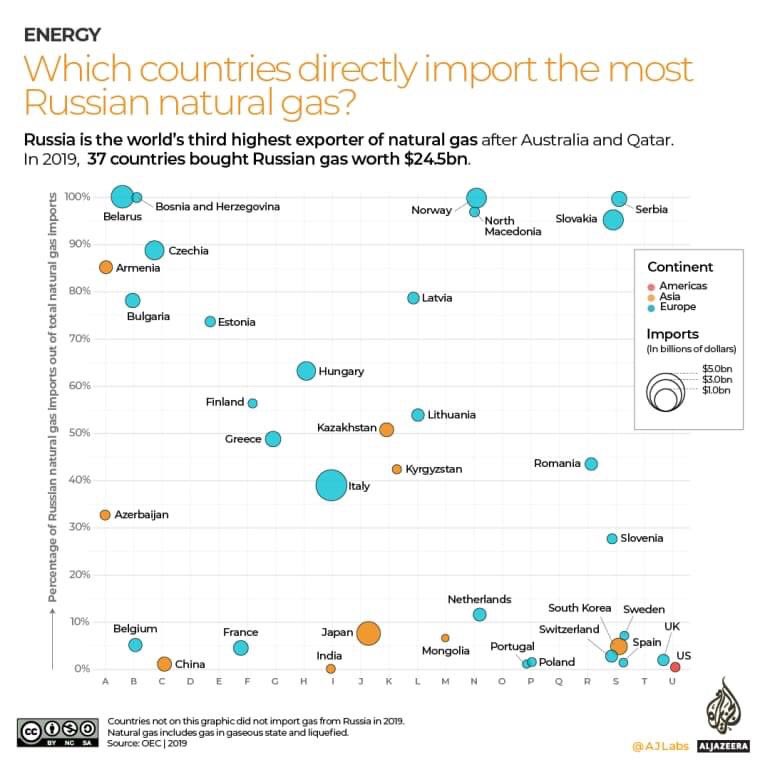 ENERGY
Which countries directly import the most
Russian natural gas?
Russia is the world's third highest exporter of natural gas after Australia and Qatar.
In 2019, 37 countries bought Russian gas worth $24.5bn.
Percentage of Russian natural gas imports out of total natural gas imports
100%
90%
80%
70%
60%
50%
40%
30%
20%
10%
0%
Belarus
Bosnia and Herzegovina
Norway
North
Macedonia
Slovakia
Serbia
Czechia
Armenia
Bulgaria
Estonia
Latvia
Hungary
Finland
Greece
Kazakhstan
Lithuania
Kyrgyzstan
Italy
Romania
Azerbaijan
Slovenia
Netherlands
Belgium
France
China
Japan
India
Mongolia
Portugal
Poland
South Korea
Sweden
Switzerland
Spain
UK
US
Continent
Americas
Asia
Europe
Imports
(In billions of dollars)
$5.0bn
$3.0bn
$1.0bn
A B C D E F G H I J K L M N O P Q R S T U
CC
BY NC SA
Countries not on this graphic did not import gas from Russia in 2019.
Natural gas includes gas in gaseous state and liquefied.
Source: OEC | 2019
@AJLabs
ALJAZEERA